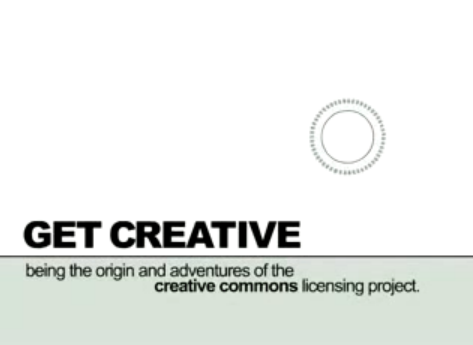 GET CREATIVE
being the origin and adventures of the
creative commons licensing project.